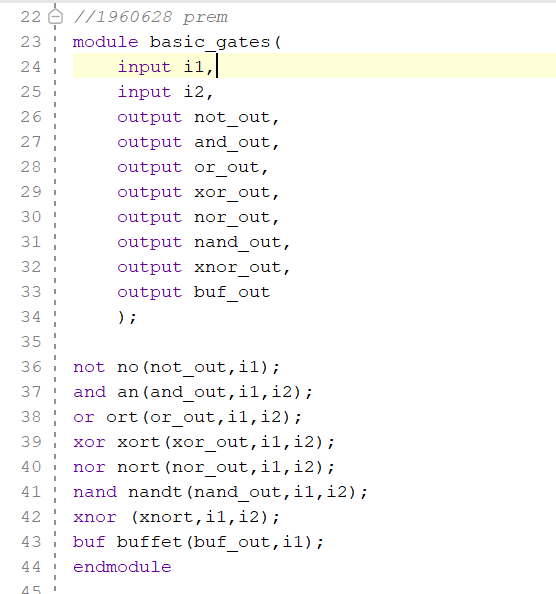 22 //1960628 prem
23 module basic_gates(
24 input i1,
25 input i2,
26 output not_out,
27 output and_out,
28 output or_out,
29 output xor_out,
30 output nor_out,
31 output nand_out,
32 output xnor_out,
33 output buf_out
34 );
35
36 not no(not_out,i1);
37 and an(and_out,i1,i2);
38 or ort(or_out,i1,i2);
39 xor xort(xor_out,i1,i2);
40 nor nort(nor_out,i1,i2);
41 nand nandt(nand_out,i1,i2);
42 xnor (xnort,i1,i2);
43 buf buffet(buf_out,i1);
44 endmodule
45